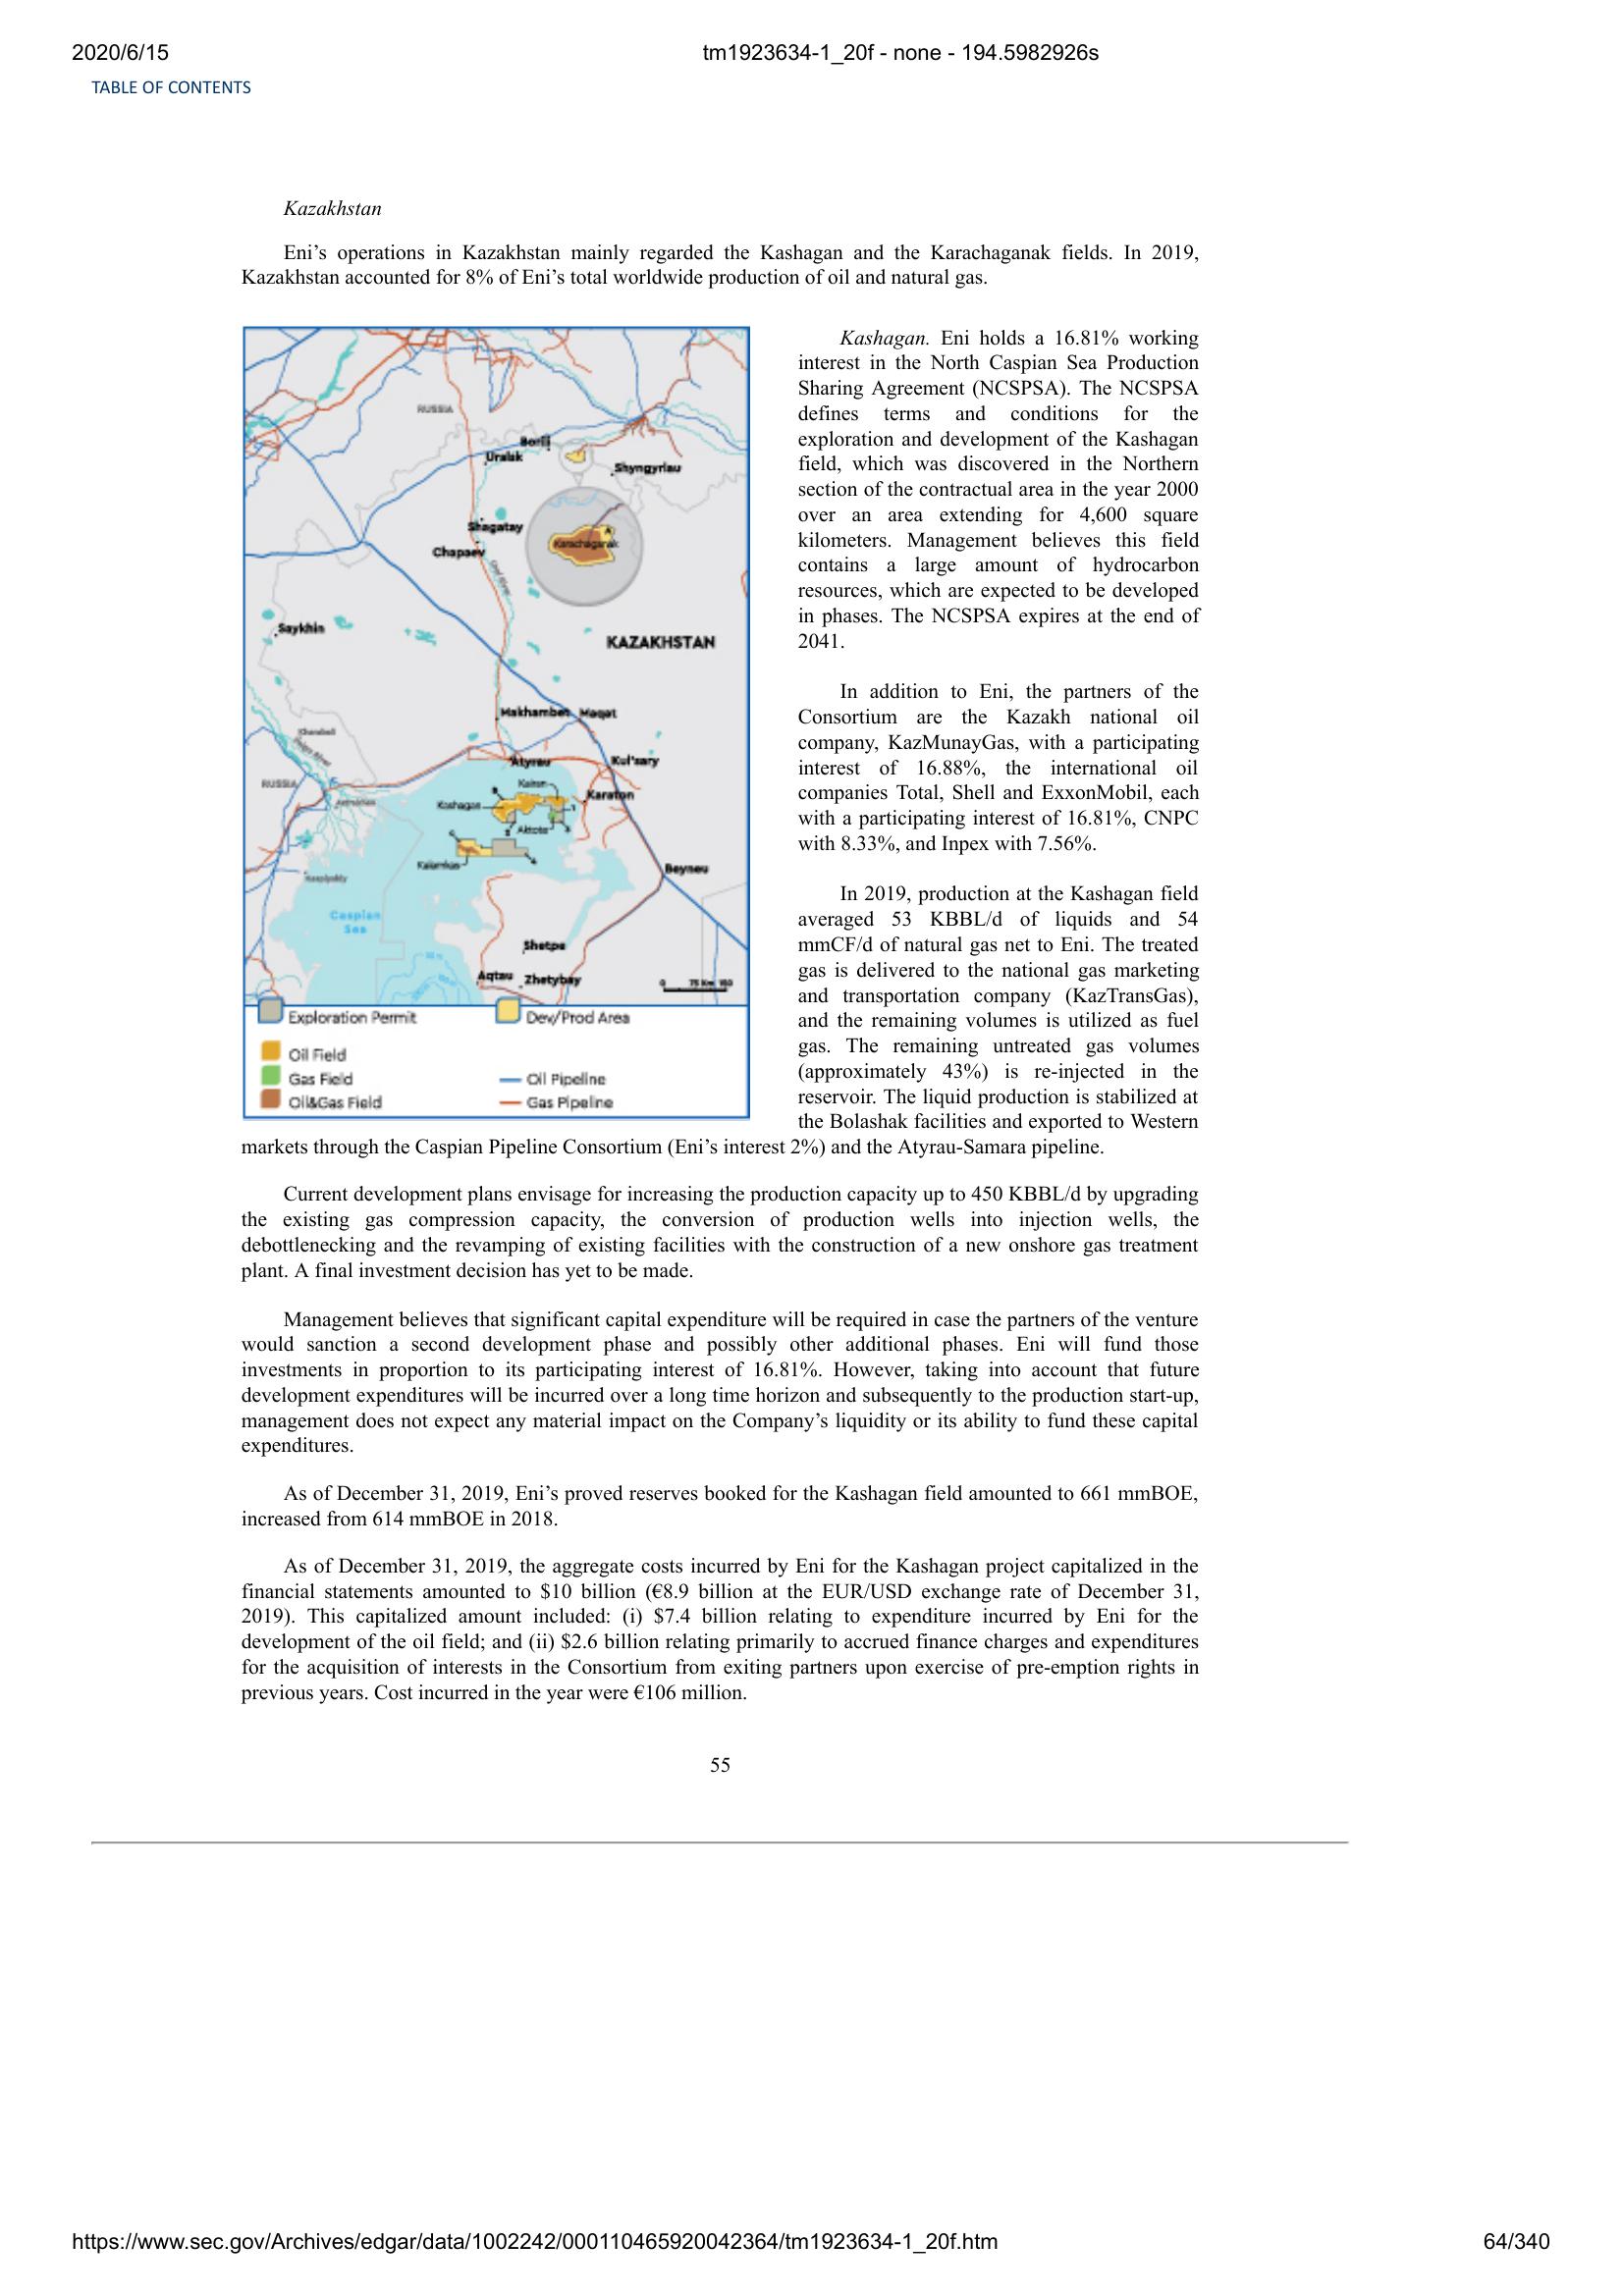 2020/6/15
tm1923634-1_20f - none - 194.5982926s
TABLE OF CONTENTS
Kazakhstan
Eni’s operations in Kazakhstan mainly regarded the Kashagan and the Karachaganak fields. In 2019,
Kazakhstan accounted for 8% of Eni’s total worldwide production of oil and natural gas.
RUSSIA
Borlii
Uralsk
Shyngyrlau
Shagatay
Karachaganak
Chapaev
Ural River
Saykhin
KAZAKHSTAN
Makhambet
Maqat
Volga River
Atyrau
Kul'sary
RUSSIA
Kairan
Karaton
Kashagan
Aktote
Kalamkas
Beyneu
Caspian
Sea
Shetpe
Aqtau
Zhetybay
0 75 Km 150
Exploration Permit
Dev/Prod Area
Oil Field
Gas Field
Oil Pipeline
Oil&Gas Field
Gas Pipeline
Kashagan. Eni holds a 16.81% working
interest in the North Caspian Sea Production
Sharing Agreement (NCSPSA). The NCSPSA
defines terms and conditions for the
exploration and development of the Kashagan
field, which was discovered in the Northern
section of the contractual area in the year 2000
over an area extending for 4,600 square
kilometers. Management believes this field
contains a large amount of hydrocarbon
resources, which are expected to be developed
in phases. The NCSPSA expires at the end of
2041.
In addition to Eni, the partners of the
Consortium are the Kazakh national oil
company, KazMunayGas, with a participating
interest of 16.88%, the international oil
companies Total, Shell and ExxonMobil, each
with a participating interest of 16.81%, CNPC
with 8.33%, and Inpex with 7.56%.
In 2019, production at the Kashagan field
averaged 53 KBBL/d of liquids and 54
mmCF/d of natural gas net to Eni. The treated
gas is delivered to the national gas marketing
and transportation company (KazTransGas),
and the remaining volumes is utilized as fuel
gas. The remaining untreated gas volumes
(approximately 43%) is re-injected in the
reservoir. The liquid production is stabilized at
the Bolashak facilities and exported to Western
markets through the Caspian Pipeline Consortium (Eni’s interest 2%) and the Atyrau-Samara pipeline.
Current development plans envisage for increasing the production capacity up to 450 KBBL/d by upgrading
the existing gas compression capacity, the conversion of production wells into injection wells, the
debottlenecking and the revamping of existing facilities with the construction of a new onshore gas treatment
plant. A final investment decision has yet to be made.
Management believes that significant capital expenditure will be required in case the partners of the venture
would sanction a second development phase and possibly other additional phases. Eni will fund those
investments in proportion to its participating interest of 16.81%. However, taking into account that future
development expenditures will be incurred over a long time horizon and subsequently to the production start-up,
management does not expect any material impact on the Company’s liquidity or its ability to fund these capital
expenditures.
As of December 31, 2019, Eni’s proved reserves booked for the Kashagan field amounted to 661 mmBOE,
increased from 614 mmBOE in 2018.
As of December 31, 2019, the aggregate costs incurred by Eni for the Kashagan project capitalized in the
financial statements amounted to $10 billion (€8.9 billion at the EUR/USD exchange rate of December 31,
2019). This capitalized amount included: (i) $7.4 billion relating to expenditure incurred by Eni for the
development of the oil field; and (ii) $2.6 billion relating primarily to accrued finance charges and expenditures
for the acquisition of interests in the Consortium from exiting partners upon exercise of pre-emption rights in
previous years. Cost incurred in the year were €106 million.
55
https://www.sec.gov/Archives/edgar/data/1002242/000110465920042364/tm1923634-1_20f.htm
64/340